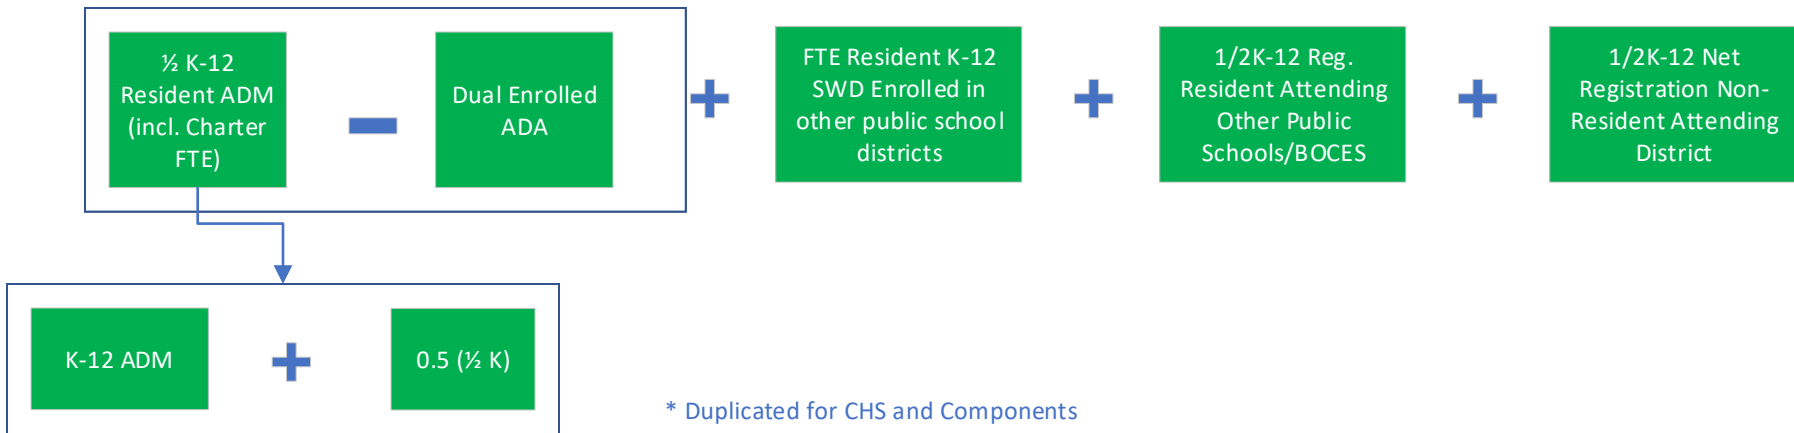 ½ K-12
Resident ADM
(incl. Charter
FTE)
Dual Enrolled
ADA
FTE Resident K-12
SWD Enrolled in
other public school
districts
1/2K-12 Reg.
Resident Attending
Other Public
Schools/BOCES
1/2K-12 Net
Registration Non-
Resident Attending
District
K-12 ADM
0.5 (½ K)
* Duplicated for CHS and Components